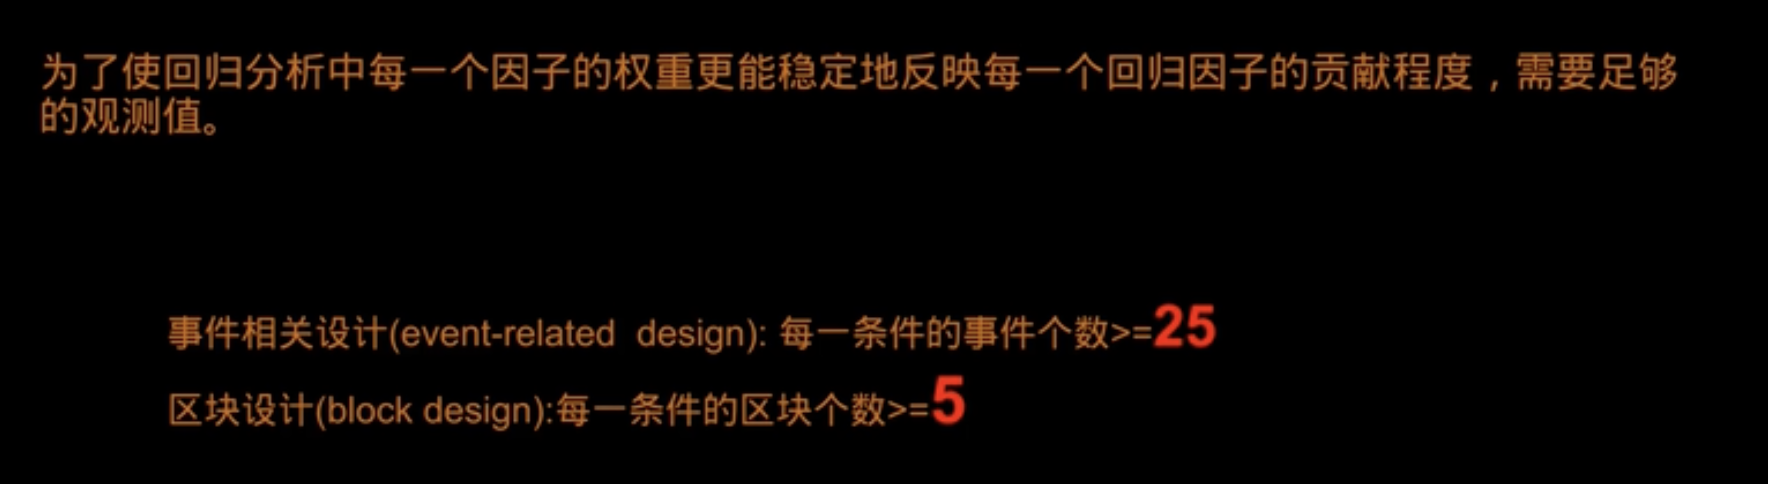 为了使回归分析中每一个因子的权重更能稳定地反映每一个回归因子的贡献程度，需要足够
的观测值。
事件相关设计(event-related design): 每一条件的事件个数>=25
区块设计(block design):每一条件的区块个数>=5